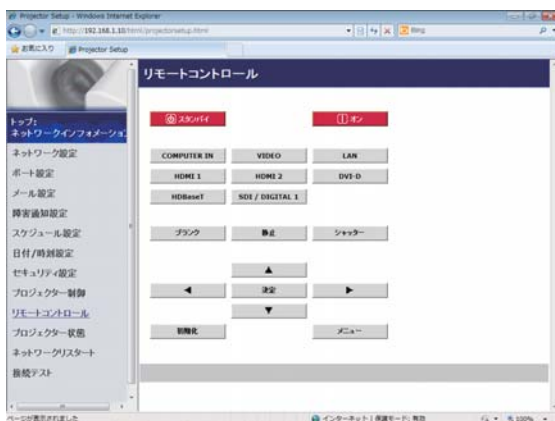 Projector Setup - Windows Internet Explorer
http://192.168.1.10/html/projectorsetup.html
Bing
お気に入り
Projector Setup
リモートコントロール
トップ:
ネットワークインフォメーション
ネットワーク設定
ポート設定
メール設定
障害通知設定
スケジュール設定
日付/時刻設定
セキュリティ設定
プロジェクター制御
リモートコントロール
プロジェクター状態
ネットワークリスタート
接続テスト
スタンバイ
オン
COMPUTER IN
VIDEO
LAN
HDMI 1
HDMI 2
DVI-D
HDBaseT
SDI / DIGITAL 1
ブランク
静止
シャッター
▲
◀
決定
▶
▼
初期化
メニュー
ページが表示されました
インターネット | 保護モード: 無効
100%